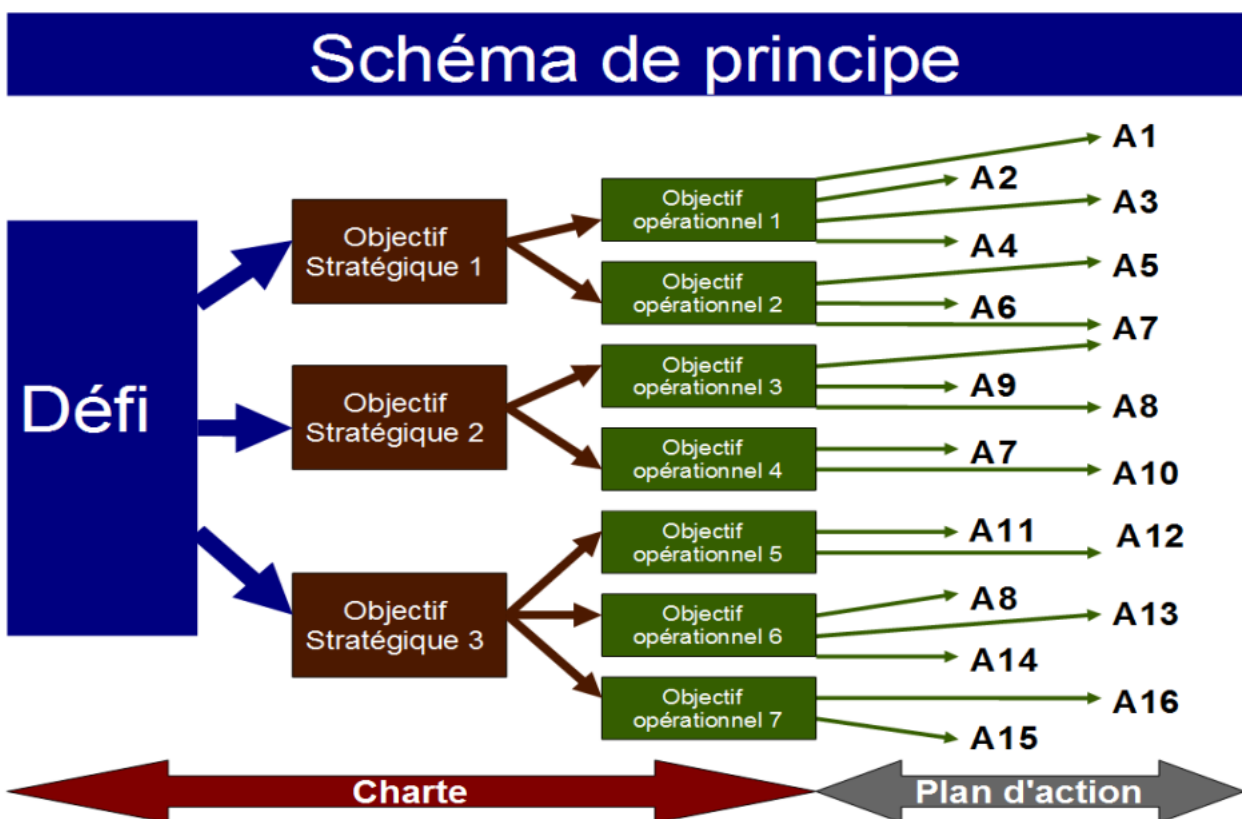 Schéma de principe
Défi
Objectif
Stratégique 1
Objectif
Stratégique 2
Objectif
Stratégique 3
Objectif
opérationnel 1
Objectif
opérationnel 2
Objectif
opérationnel 3
Objectif
opérationnel 4
Objectif
opérationnel 5
Objectif
opérationnel 6
Objectif
opérationnel 7
A1
A2
A3
A4
A5
A6
A7
A9
A8
A7
A10
A11
A12
A8
A13
A14
A16
A15
Charte
Plan d'action